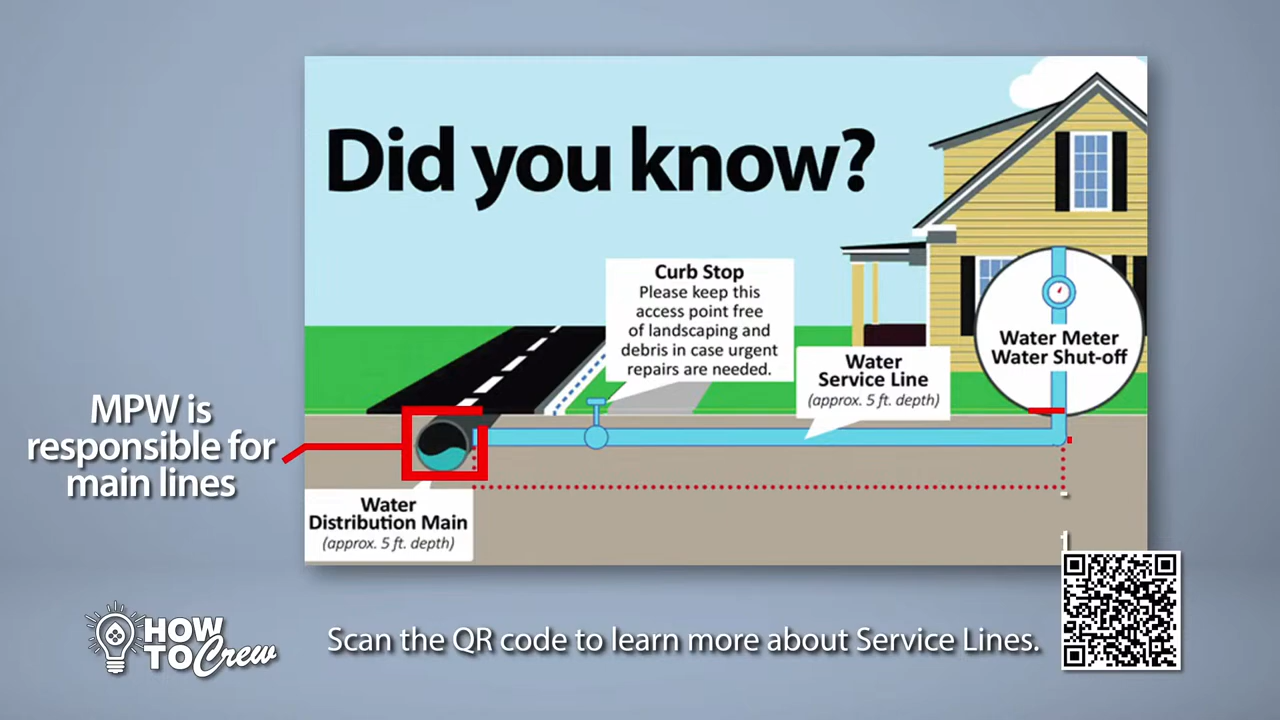 Did you know?
Curb Stop
Please keep this
access point free
of landscaping and
debris in case urgent
repairs are needed.
Water Meter
Water Shut-off
Water
Service Line
(approx. 5 ft. depth)
MPW is
responsible for
main lines
Water
Distribution Main
(approx. 5 ft. depth)
HOW
TO Crew
Scan the QR code to learn more about Service Lines.